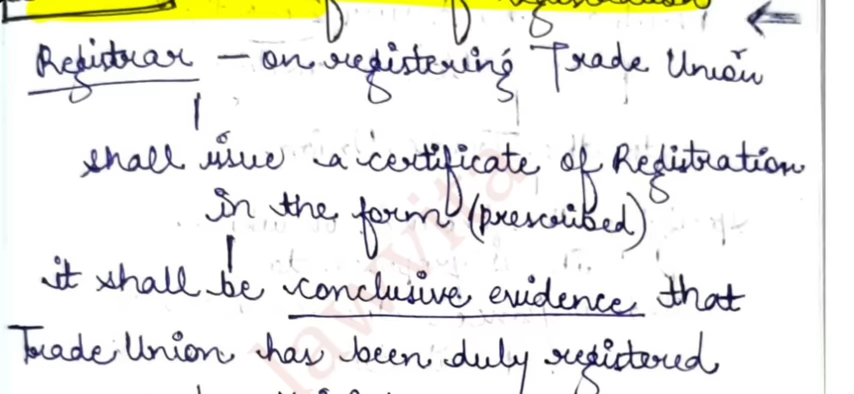 Registrar — on registering Trade Union
shall issue a certificate of Registration
in the form (prescribed)
it shall be conclusive evidence that
Trade Union has been duly registered